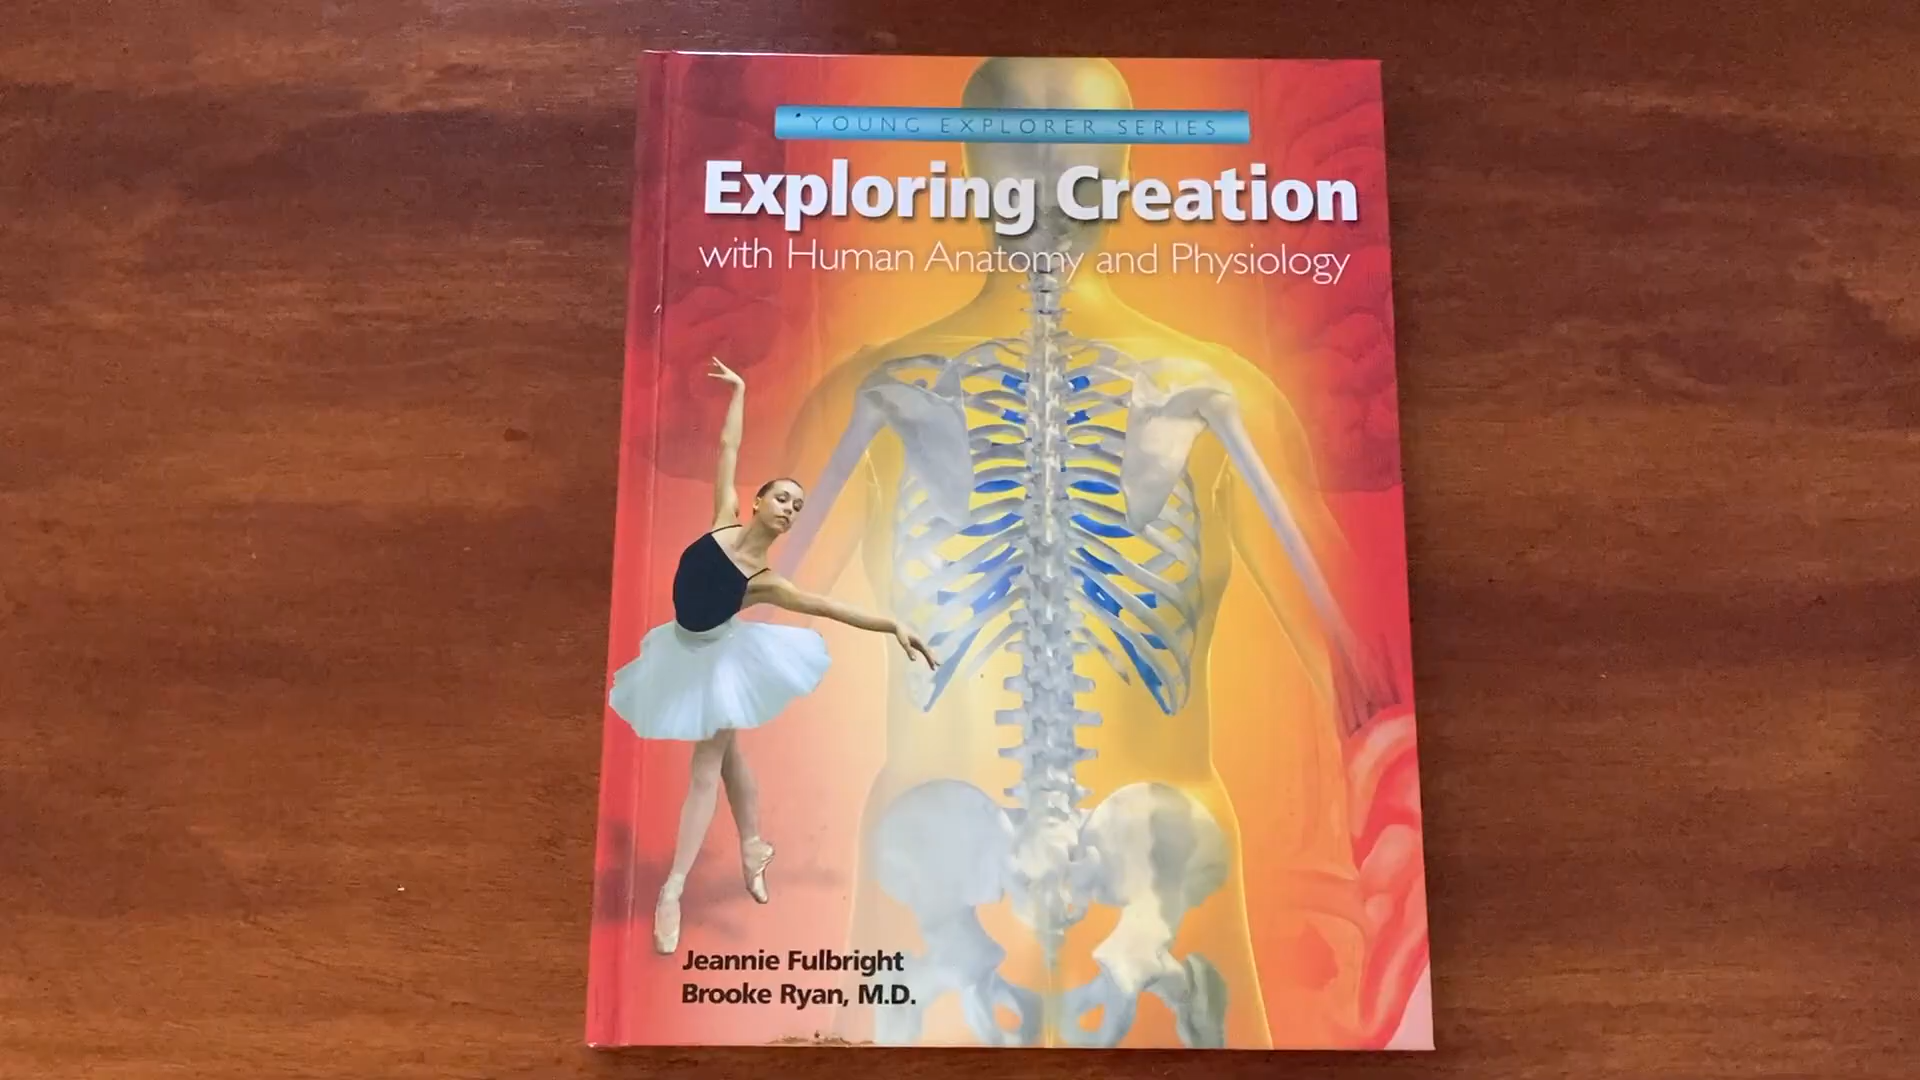 YOUNG EXPLORER SERIES
Exploring Creation
with Human Anatomy and Physiology
Jeannie Fulbright
Brooke Ryan, M.D.